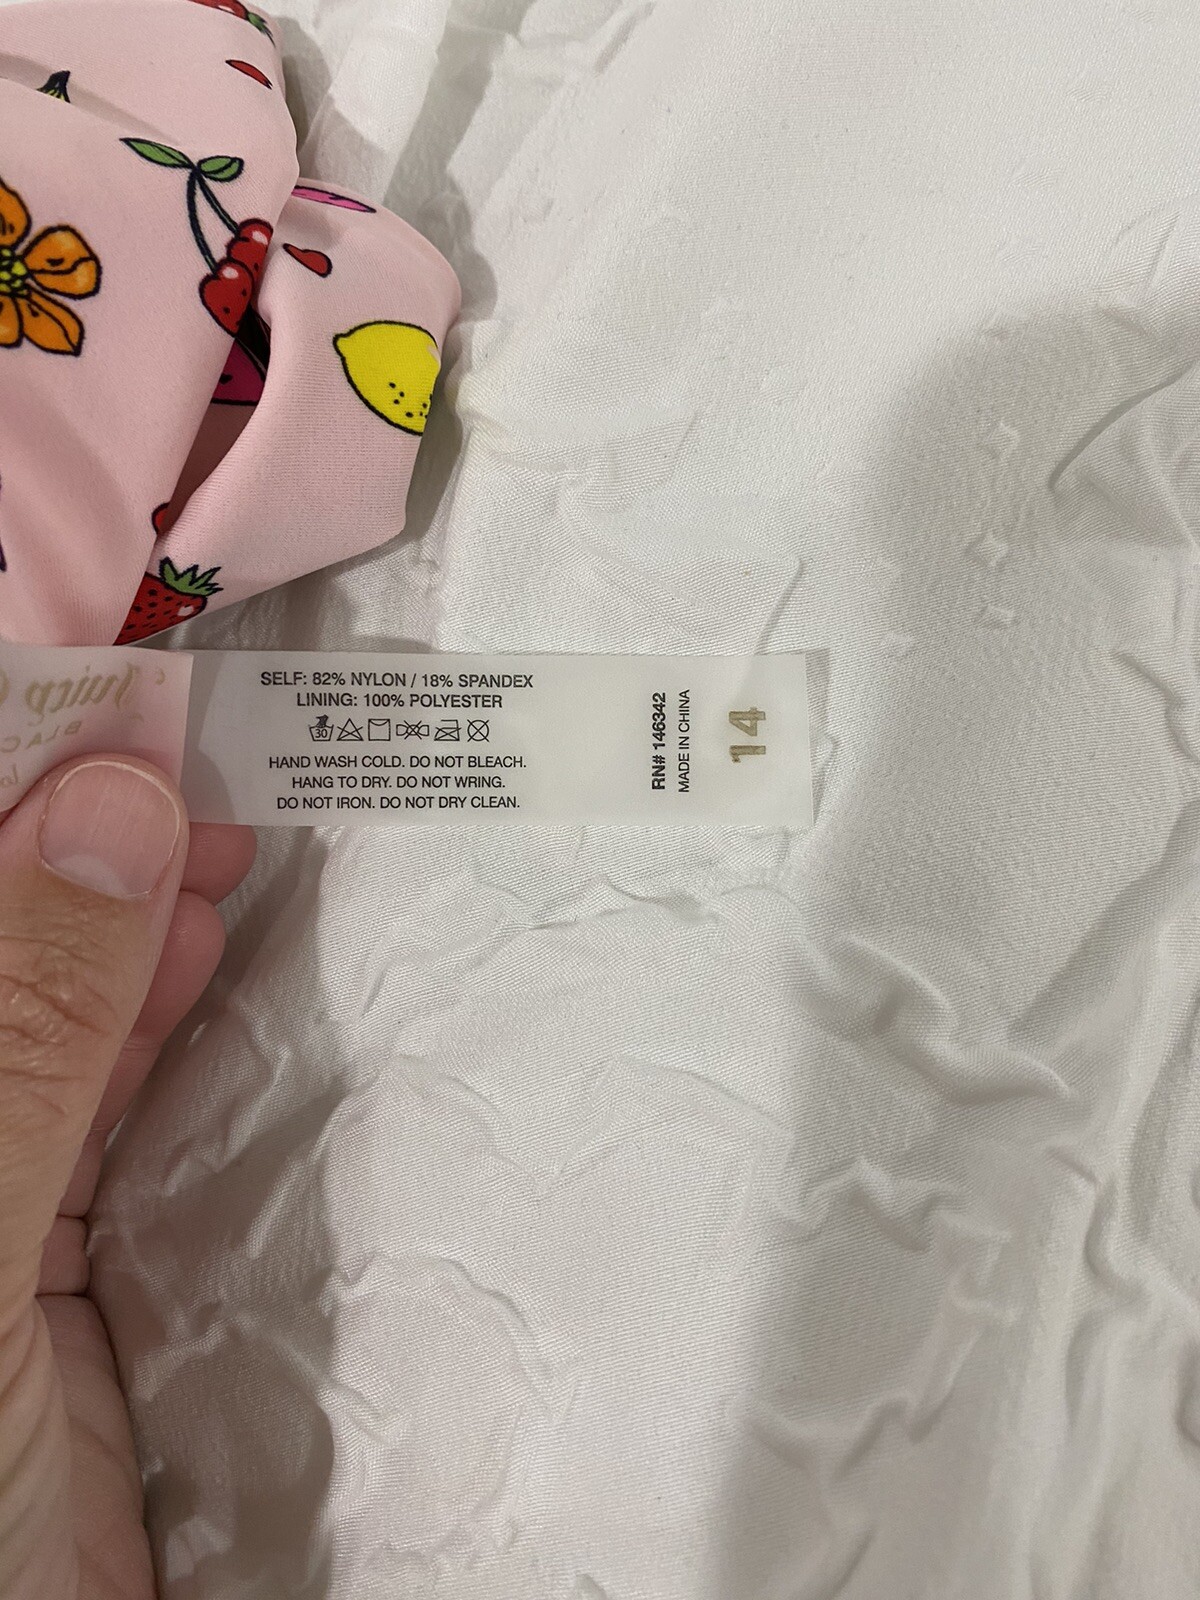 SELF: 82% NYLON / 18% SPANDEX
LINING: 100% POLYESTER
30
HAND WASH COLD. DO NOT BLEACH.
HANG TO DRY. DO NOT WRING.
DO NOT IRON. DO NOT DRY CLEAN.
RN# 146342
MADE IN CHINA
14
Juicy